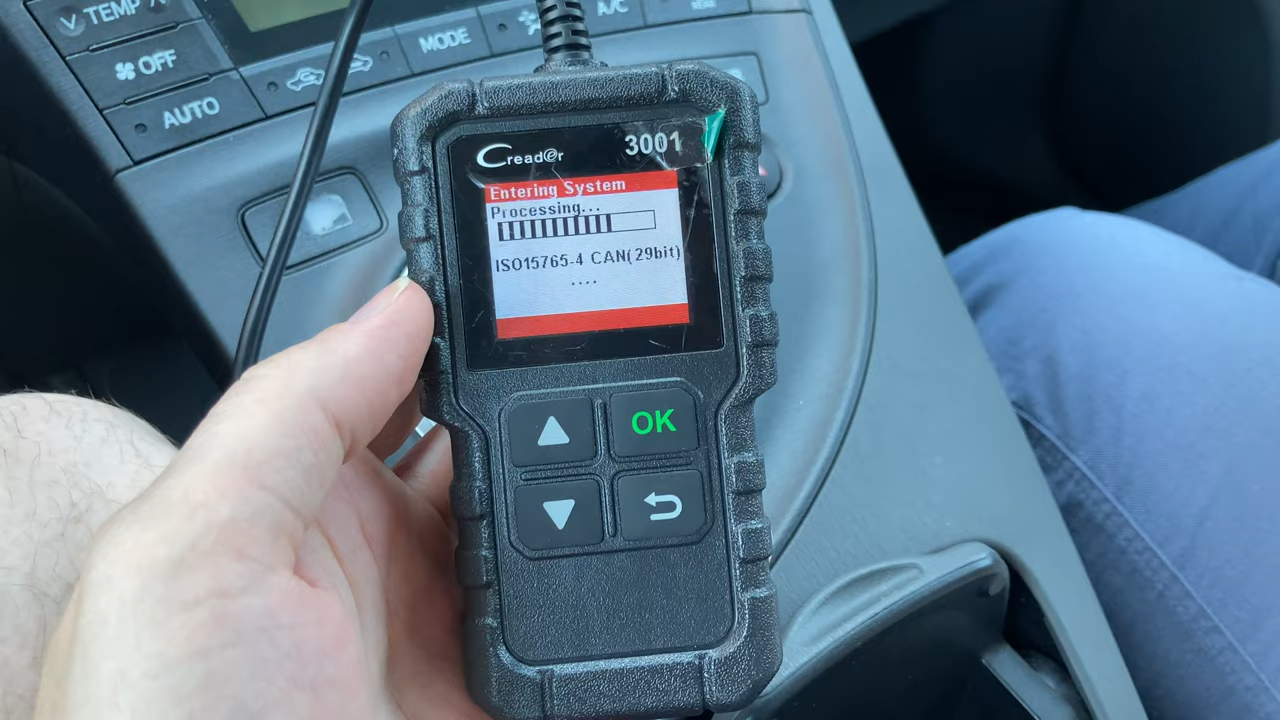 ∨ TEMP ∧
OFF
AUTO
MODE
A/C
Creader
3001
Entering System
Processing...
ISO15765-4 CAN(29bit)
....
OK